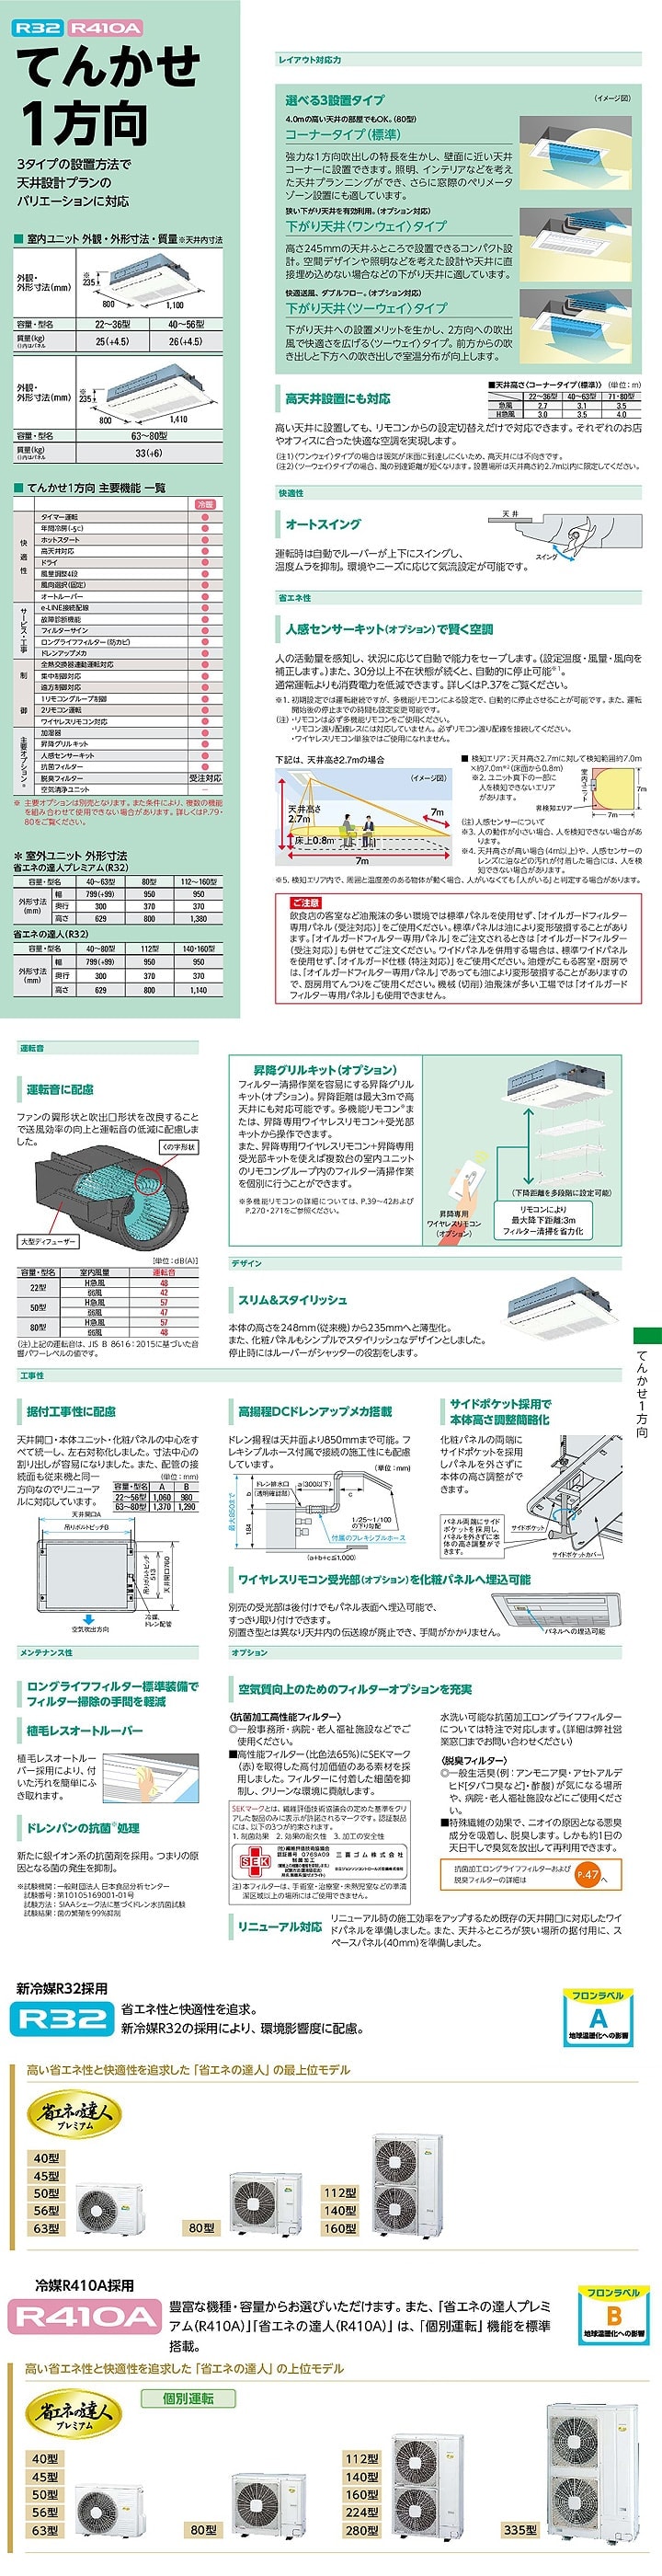 R32 R410A
てんかせ
1方向
3タイプの設置方法で
天井設計プランの
バリエーションに対応
■ 室内ユニット 外観・外形寸法・質量※天井内寸法
外観・
外形寸法(mm)
※
235
800
1,100
容量・型名 22〜36型 40〜56型
質量(kg)
()内はパネル
25(+4.5) 26(+4.5)
外観・
外形寸法(mm)
※
235
800
1,410
容量・型名 63〜80型
質量(kg)
()内はパネル
33(+6)
■ てんかせ1方向 主要機能 一覧
冷暖
快適性
タイマー運転 ●
年間冷房(-5℃) ●
ホットスタート ●
高天井対応 ●
ドライ ●
風量調整4段 ●
風向選択(固定) ●
オートルーバー ●
サービス・工事
e-LINE接続配線 ●
故障診断機能 ●
フィルターサイン ●
ロングライフフィルター(防カビ) ●
ドレンアップメカ ●
制御
全熱交換器連動運転対応 ●
集中制御対応 ●
遠方制御対応 ●
1リモコングループ制御 ●
2リモコン運転 ●
ワイヤレスリモコン対応 ●
主要オプション※
加湿器 ●
昇降グリルキット ●
人感センサーキット ●
抗菌フィルター ●
脱臭フィルター 受注対応
空気清浄ユニット －
※ 主要オプションは別売となります。また条件により、複数の機能
を組み合わせて使用できない場合があります。詳しくはP.79・
80をご覧ください。
＊ 室外ユニット 外形寸法
省エネの達人プレミアム(R32)
容量・型名 40〜63型 80型 112〜160型
外形寸法
(mm)
幅 799(+99) 950 950
奥行 300 370 370
高さ 629 800 1,380
省エネの達人(R32)
容量・型名 40〜80型 112型 140・160型
外形寸法
(mm)
幅 799(+99) 950 950
奥行 300 370 370
高さ 629 800 1,140
レイアウト対応力
選べる3設置タイプ
(イメージ図)
4.0mの高い天井の部屋でもOK。(80型)
コーナータイプ(標準)
強力な1方向吹出しの特長を生かし、壁面に近い天井
コーナーに設置できます。照明、インテリアなどを考え
た天井プランニングができ、さらに窓際のペリメータ
ゾーン設置にも適しています。
狭い下がり天井を有効利用。(オプション対応)
下がり天井〈ワンウェイ〉タイプ
高さ245mmの天井ふところで設置できるコンパクト設
計。空間デザインや照明などを考えた設計や天井に直
接埋め込めない場合などの下がり天井に適しています。
快適送風、ダブルフロー。(オプション対応)
下がり天井〈ツーウェイ〉タイプ
下がり天井への設置メリットを生かし、2方向への吹出
風で快適さを広げる〈ツーウェイ〉タイプ。前方からの吹
き出しと下方への吹き出しで室温分布が向上します。
高天井設置にも対応
■天井高さ〈コーナータイプ(標準)〉 (単位:m)
22〜36型 40〜63型 71・80型
急風 2.7 3.1 3.5
H急風 3.0 3.5 4.0
高い天井に設置しても、リモコンからの設定切替えだけで対応できます。それぞれのお店
やオフィスに合った快適な空調を実現します。
(注1)〈ワンウェイ〉タイプの場合は暖気が床面に到達しにくいため、高天井には不向きです。
(注2)〈ツーウェイ〉タイプの場合、風の到達距離が短くなります。設置場所は天井高さ約2.7m以内に限定してください。
快適性
オートスイング
運転時は自動でルーバーが上下にスイングし、
温度ムラを抑制。環境やニーズに応じて気流設定が可能です。
天井
スイング
省エネ性
人感センサーキット(オプション)で賢く空調
人の活動量を感知し、状況に応じて自動で能力をセーブします。(設定温度・風量・風向を
補正します。)また、30分以上不在状態が続くと、自動的に停止可能※1。
通常運転よりも消費電力を低減できます。詳しくはP.37をご覧ください。
※1. 初期設定では運転継続ですが、多機能リモコンによる設定で、自動的に停止させることが可能です。また、運転
開始後の停止までの時間も設定変更可能です。
(注)・リモコンは必ず多機能リモコンをご使用ください。
・リモコン渡り配線レスには対応していません。必ずリモコン渡り配線を接続してください。
・ワイヤレスリモコン単独ではご使用になれません。
下記は、天井高さ2.7mの場合
(イメージ図)
天井高さ
2.7m
床上0.8m
7m
7m
■ 検知エリア:天井高さ2.7mに対して検知範囲約7.0m
×約7.0m※2(床面から0.8m)
※2. ユニット真下の一部に
人を検知できないエリア
があります。
室内ユニット
非検知エリア
7m
7m
(注)人感センサーについて
※3. 人の動作が小さい場合、人を検知できない場合があ
ります。
※4. 天井高さが高い場合(4m以上)や、人感センサーの
レンズに油などの汚れが付着した場合には、人を検
知できない場合があります。
※5. 検知エリア内で、周囲と温度差のある物体が動く場合、人がいなくても「人がいる」と判定する場合があります。
ご注意
飲食店の客室など油飛沫の多い環境では標準パネルを使用せず、「オイルガードフィルター
専用パネル(受注対応)」をご使用ください。標準パネルは油により変形破損することがあり
ます。「オイルガードフィルター専用パネル」をご注文されるときは「オイルガードフィルター
(受注対応)」も併せてご注文ください。ワイドパネルを併用する場合は、標準ワイドパネル
を使用せず、「オイルガード仕様(特注対応)」をご使用ください。油煙がこもる客室・厨房で
は、「オイルガードフィルター専用パネル」であっても油により変形破損することがありますの
で、厨房用てんつりをご使用ください。機械(切削)油飛沫が多い工場では「オイルガード
フィルター専用パネル」も使用できません。
運転音
運転音に配慮
ファンの翼形状と吹出口形状を改良すること
で送風効率の向上と運転音の低減に配慮しま
した。
くの字形状
大型ディフューザー
[単位:dB(A)]
容量・型名 室内風量 運転音
22型 H急風 48
弱風 42
50型 H急風 57
弱風 47
80型 H急風 57
弱風 48
(注)上記の運転音は、JIS B 8616:2015に基づいた音
響パワーレベルの値です。
昇降グリルキット(オプション)
フィルター清掃作業を容易にする昇降グリル
キット(オプション)。昇降距離は最大3mで高
天井にも対応可能です。多機能リモコン※ま
たは、昇降専用ワイヤレスリモコン+受光部
キットから操作できます。
また、昇降専用ワイヤレスリモコン+昇降専用
受光部キットを使えば複数台の室内ユニット
のリモコングループ内のフィルター清掃作業
を個別に行うことができます。
※多機能リモコンの詳細については、P.39〜42および
P.270・271をご参照ください。
昇降専用
ワイヤレスリモコン
(オプション)
(下降距離を多段階に設定可能)
リモコンにより
最大降下距離:3m
フィルター清掃を省力化
デザイン
スリム&スタイリッシュ
本体の高さを248mm(従来機)から235mmへと薄型化。
また、化粧パネルもシンプルでスタイリッシュなデザインとしました。
停止時にはルーバーがシャッターの役割をします。
てんかせ1方向
工事性
据付工事性に配慮
天井開口・本体ユニット・化粧パネルの中心をす
べて統一し、左右対称化しました。寸法中心の
割り出しが容易になりました。また、配管の接
続面も従来機と同一
方向なのでリニューア
ルに対応しています。
(単位:mm)
容量・型名 A B
22〜56型 1,060 980
63〜80型 1,370 1,290
天井開口A
吊りボルトピッチB
吊りボルトピッチ
513
天井開口760
空気吹出方向
冷媒、
ドレン配管
高揚程DCドレンアップメカ搭載
ドレン揚程は天井面より850mmまで可能。フ
レキシブルホース付属で接続の施工性にも配慮
しています。
(単位:mm)
最大850まで
ドレン排水口
(透明確認部)
a(300以下)
b
c
184
1/25〜1/100
の下り勾配
付属のフレキシブルホース
(a+b+c≦1,000)
サイドポケット採用で
本体高さ調整簡略化
化粧パネルの両端に
サイドポケットを採用
しパネルを外さずに
本体の高さ調整がで
きます。
パネル両端にサイド
ポケットを採用し、
パネルを外さずに本
体の高さ調整がで
きます。
サイドポケット
サイドポケットカバー
ワイヤレスリモコン受光部(オプション)を化粧パネルへ埋込可能
別売の受光部は後付けでもパネル表面へ埋込可能で、
すっきり取り付けできます。
別置き型とは異なり天井内の伝送線が廃止でき、手間がかかりません。
パネルへの埋込可能
メンテナンス性
ロングライフフィルター標準装備で
フィルター掃除の手間を軽減
植毛レスオートルーバー
植毛レスオートルー
バー採用により、付
いた汚れを簡単にふ
き取れます。
ドレンパンの抗菌※処理
新たに銀イオン系の抗菌剤を採用。つまりの原
因となる菌の発生を抑制。
※試験機関:一般財団法人 日本食品分析センター
試験番号:第10105169001-01号
試験方法:SIAAシェーク法に基づくドレン水抗菌試験
試験結果:菌の繁殖を99%抑制
オプション
空気質向上のためのフィルターオプションを充実
〈抗菌加工高性能フィルター〉
◎一般事務所・病院・老人福祉施設などでご
使用ください。
■高性能フィルター(比色法65%)にSEKマーク
(赤)を取得した高付加価値のある素材を採
用しました。フィルターに付着した細菌を抑
制し、クリーンな環境に貢献します。
SEKマークとは、繊維評価技術協議会の定めた基準をクリ
アした製品のみに表示が許諾されるマークです。認証製品
には、以下の3つが約束されます。
1. 制菌効果 2. 効果の耐久性 3. 加工の安全性
SEK
制菌加工
注)本フィルターは、手術室・治療室・未熟児室などの準清
潔区域以上の場所にはご使用できません。
水洗い可能な抗菌加工ロングライフフィルター
については特注で対応します。(詳細は弊社営
業窓口までお問い合わせください)
〈脱臭フィルター〉
◎一般生活臭(例:アンモニア臭・アセトアルデ
ヒド[タバコ臭など]・酢酸)が気になる場所
や、病院・老人福祉施設などにご使用くださ
い。
■特殊繊維の効果で、ニオイの原因となる悪臭
成分を吸着し、脱臭します。しかも約1日の
天日干しで臭気を放出して再利用できます。
抗菌加工ロングライフフィルターおよび
脱臭フィルターの詳細は
P.47へ
リニューアル対応
リニューアル時の施工効率をアップするため既存の天井開口に対応したワイ
ドパネルを準備しました。また、天井ふところが狭い場所の据付用に、ス
ペースパネル(40mm)を準備しました。
新冷媒R32採用
R32
省エネ性と快適性を追求。
新冷媒R32の採用により、環境影響度に配慮。
フロンラベル
A
地球温暖化への影響
高い省エネ性と快適性を追求した「省エネの達人」の最上位モデル
省エネの達人
プレミアム
40型
45型
50型
56型
63型
80型
112型
140型
160型
冷媒R410A採用
R410A
豊富な機種・容量からお選びいただけます。また、「省エネの達人プレミ
アム(R410A)」「省エネの達人(R410A)」は、「個別運転」機能を標準
搭載。
フロンラベル
B
地球温暖化への影響
高い省エネ性と快適性を追求した「省エネの達人」の上位モデル
省エネの達人
プレミアム
個別運転
40型
45型
50型
56型
63型
80型
112型
140型
160型
224型
280型
335型